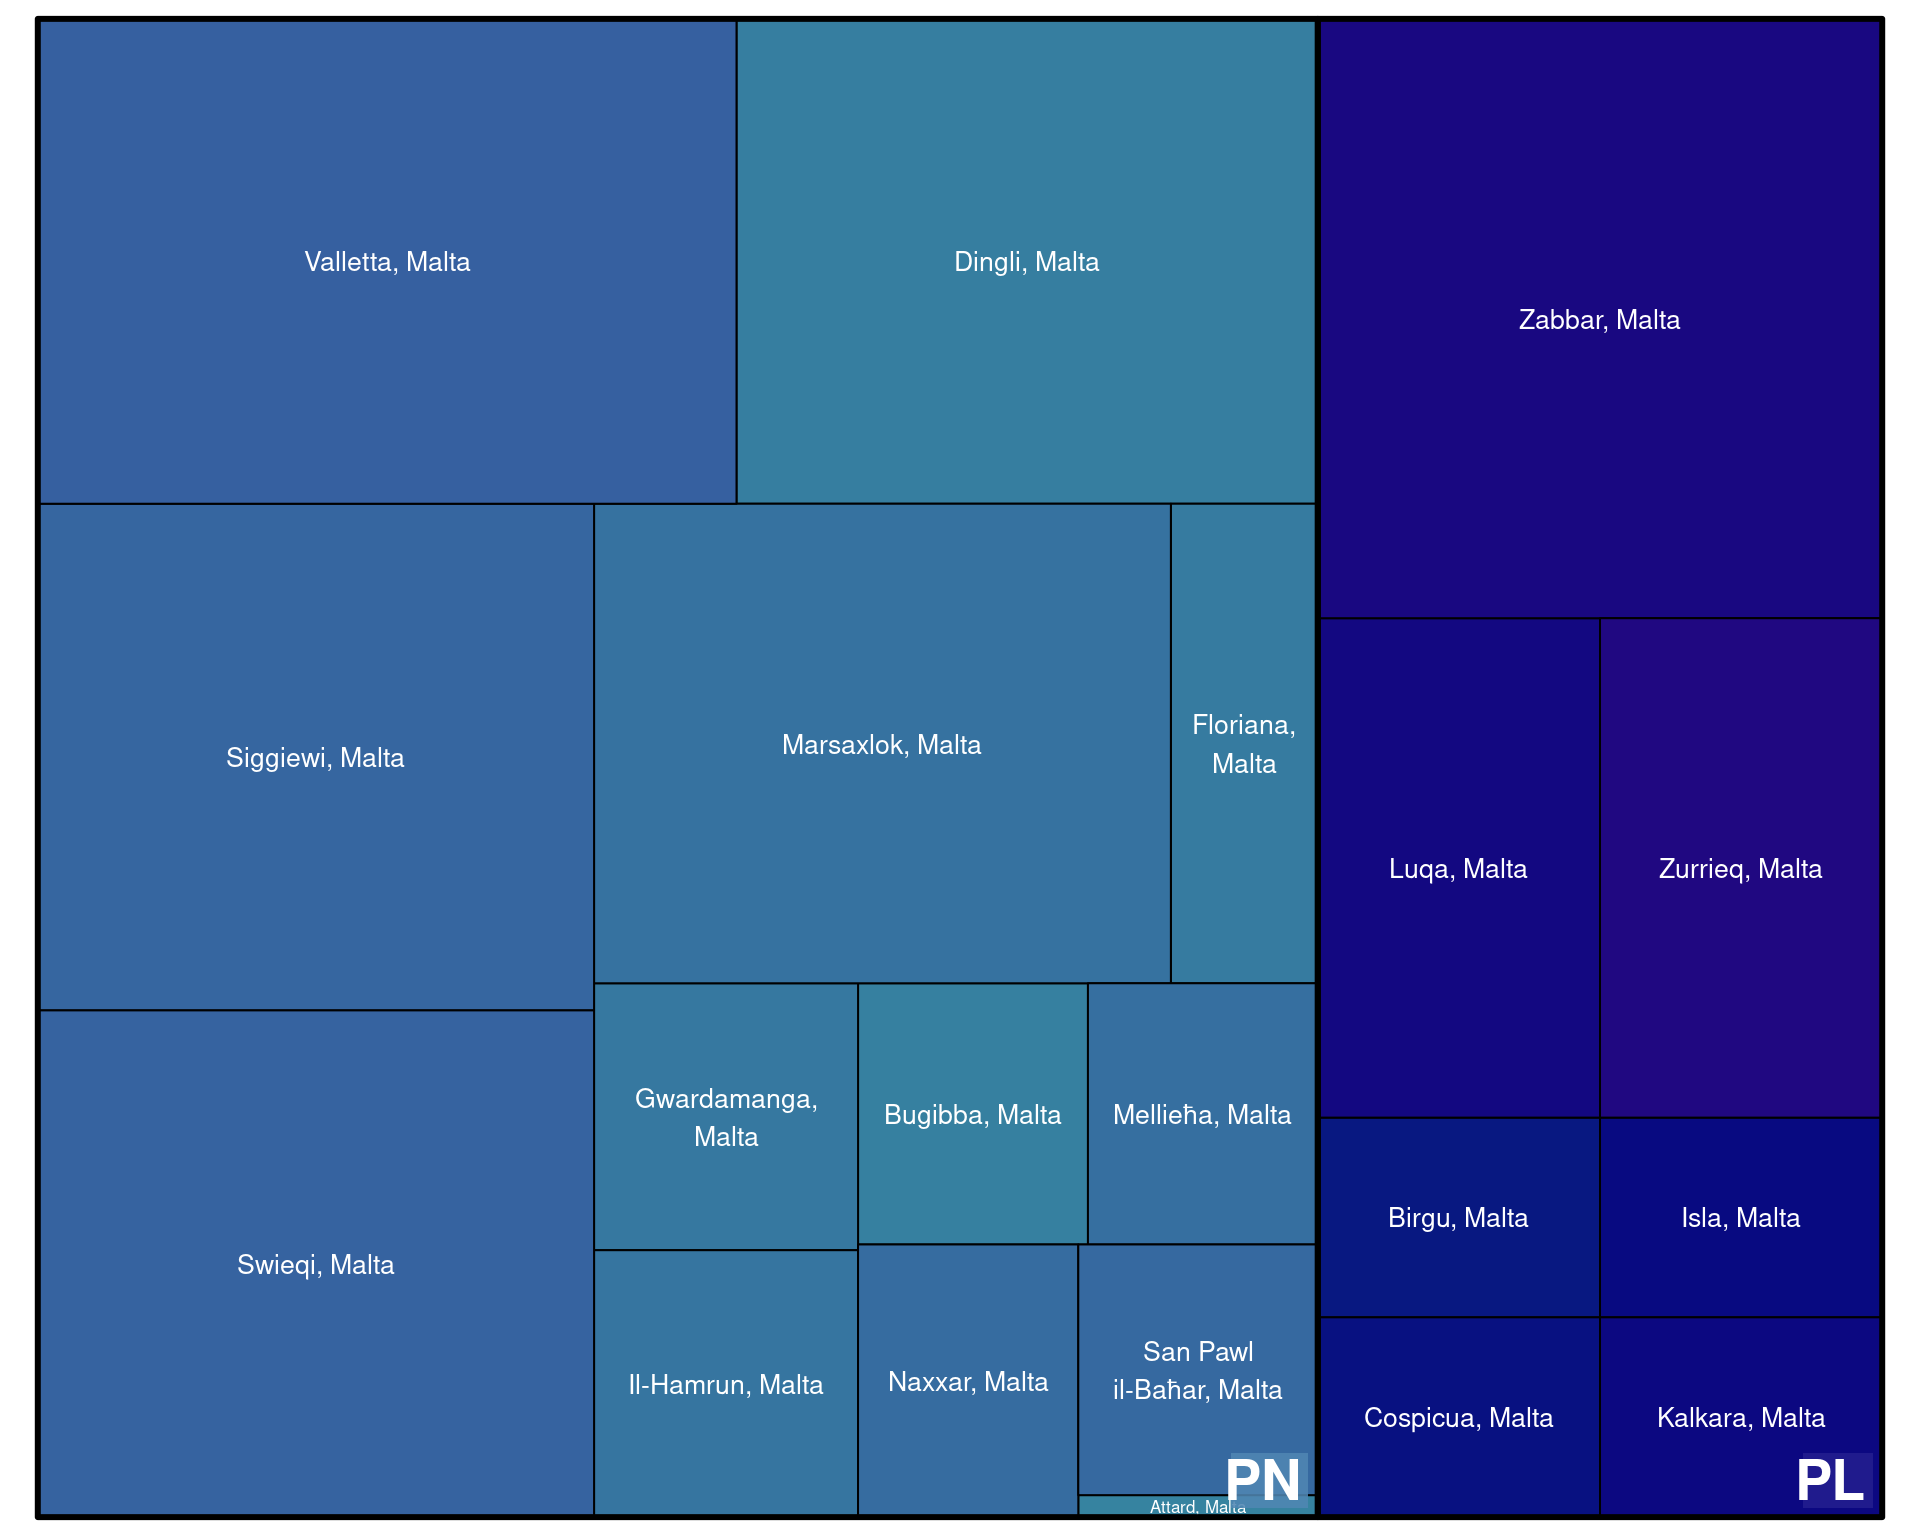 Valletta, Malta
Dingli, Malta
Zabbar, Malta
Siggiewi, Malta
Marsaxlok, Malta
Floriana,
Malta
Luqa, Malta
Zurrieq, Malta
Gwardamanga,
Malta
Bugibba, Malta
Mellieħa, Malta
Swieqi, Malta
Birgu, Malta
Isla, Malta
Il-Hamrun, Malta
Naxxar, Malta
San Pawl
il-Baħar, Malta
Cospicua, Malta
Kalkara, Malta
PN
PL
Attard, Malta